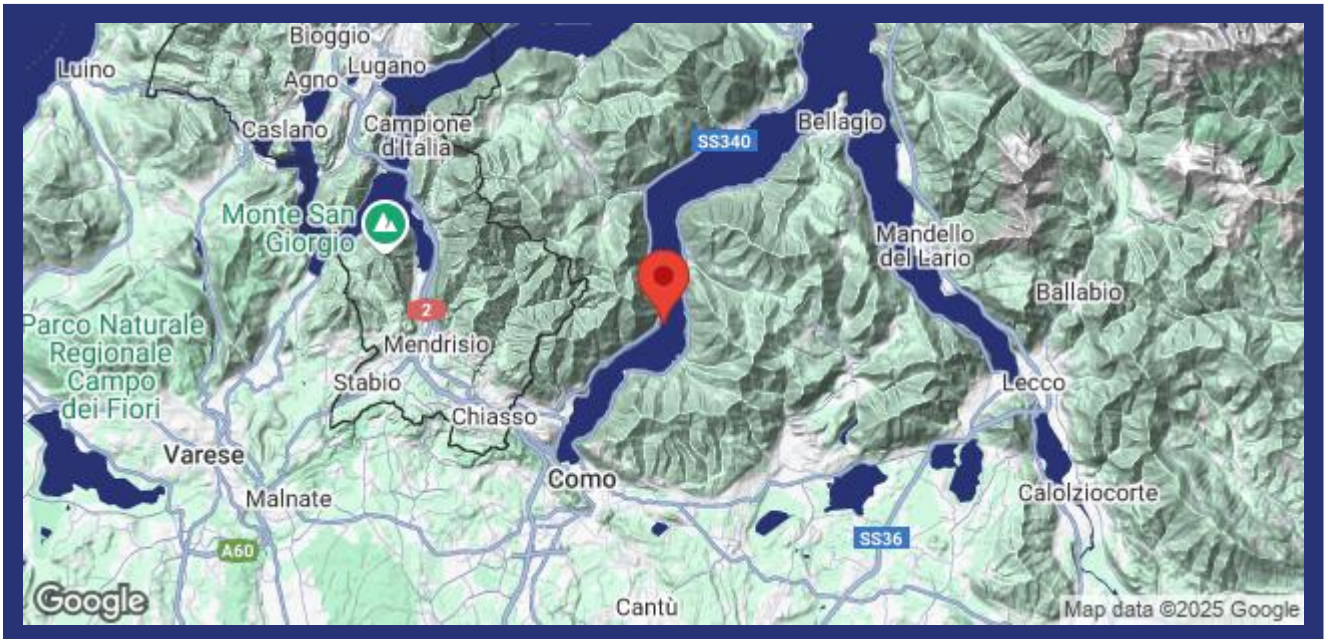 Bioggio
Luino
Agno
Lugano
Caslano
Campione
d'Italia
SS340
Bellagio
Monte San
Giorgio
Mandello
del Lario
Ballabio
2
Parco Naturale
Regionale
Campo
dei Fiori
Mendrisio
Stabio
Lecco
Chiasso
Varese
Como
Malnate
Calolziocorte
A60
SS36
Google
Cantù
Map data ©2025 Google